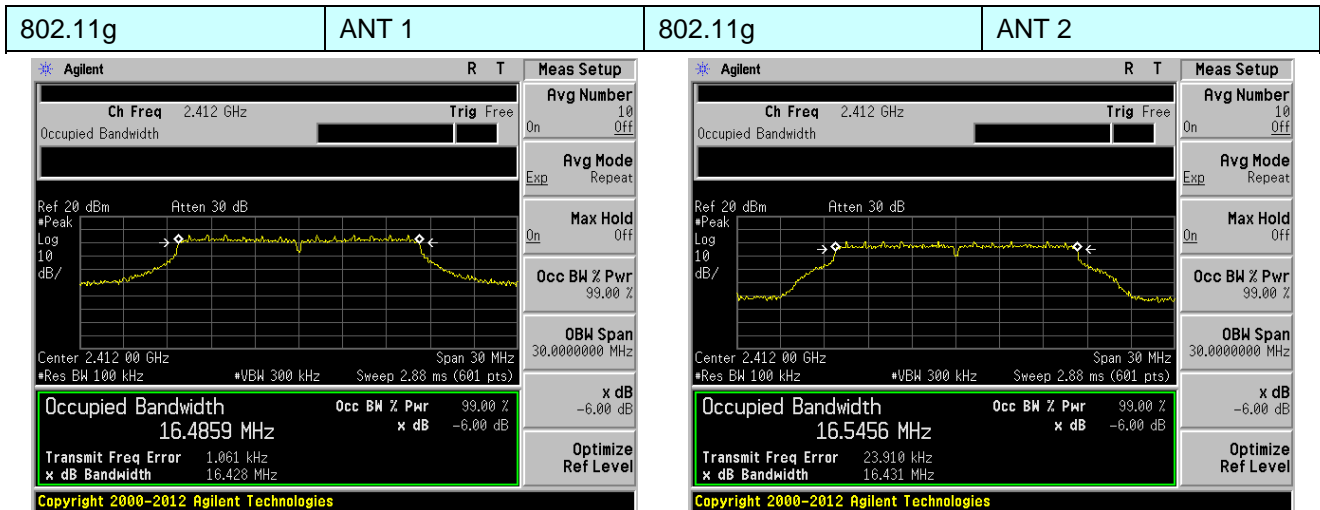 802.11g ANT 1 802.11g ANT 2
Agilent R T Meas Setup
Ch Freq 2.412 GHz Trig Free
Occupied Bandwidth
Avg Number
10
On Off
Avg Mode
Exp Repeat
Ref 20 dBm Atten 30 dB
#Peak
Log
10
dB/
Max Hold
On Off
Occ BW % Pwr
99.00 %
OBW Span
30.0000000 MHz
Center 2.412 00 GHz Span 30 MHz
#Res BW 100 kHz #VBW 300 kHz Sweep 2.88 ms (601 pts)
x dB
-6.00 dB
Occupied Bandwidth Occ BW % Pwr 99.00 %
16.4859 MHz x dB -6.00 dB
Optimize
Ref Level
Transmit Freq Error 1.061 kHz
x dB Bandwidth 16.428 MHz
Copyright 2000-2012 Agilent Technologies
Agilent R T Meas Setup
Ch Freq 2.412 GHz Trig Free
Occupied Bandwidth
Avg Number
10
On Off
Avg Mode
Exp Repeat
Ref 20 dBm Atten 30 dB
#Peak
Log
10
dB/
Max Hold
On Off
Occ BW % Pwr
99.00 %
OBW Span
30.0000000 MHz
Center 2.412 00 GHz Span 30 MHz
#Res BW 100 kHz #VBW 300 kHz Sweep 2.88 ms (601 pts)
x dB
-6.00 dB
Occupied Bandwidth Occ BW % Pwr 99.00 %
16.5456 MHz x dB -6.00 dB
Optimize
Ref Level
Transmit Freq Error 23.910 kHz
x dB Bandwidth 16.431 MHz
Copyright 2000-2012 Agilent Technologies